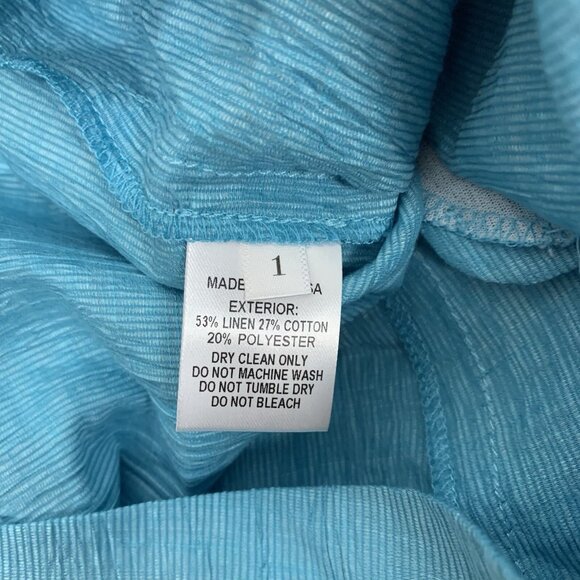 1
MADE
EXTERIOR:
53% LINEN 27% COTTON
20% POLYESTER
DRY CLEAN ONLY
DO NOT MACHINE WASH
DO NOT TUMBLE DRY
DO NOT BLEACH